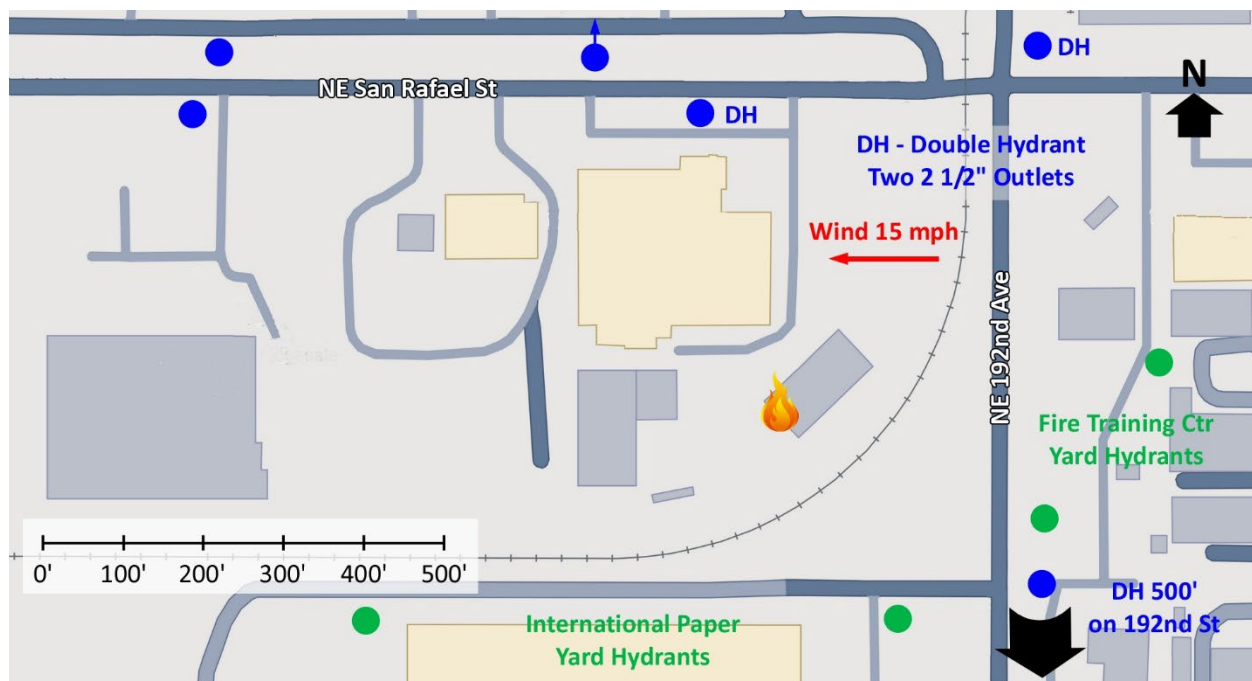 DH
N
NE San Rafael St
DH
DH - Double Hydrant
Two 2 1/2" Outlets
Wind 15 mph
NE 192nd Ave
Fire Training Ctr
Yard Hydrants
0' 100' 200' 300' 400' 500'
DH 500'
on 192nd St
International Paper
Yard Hydrants